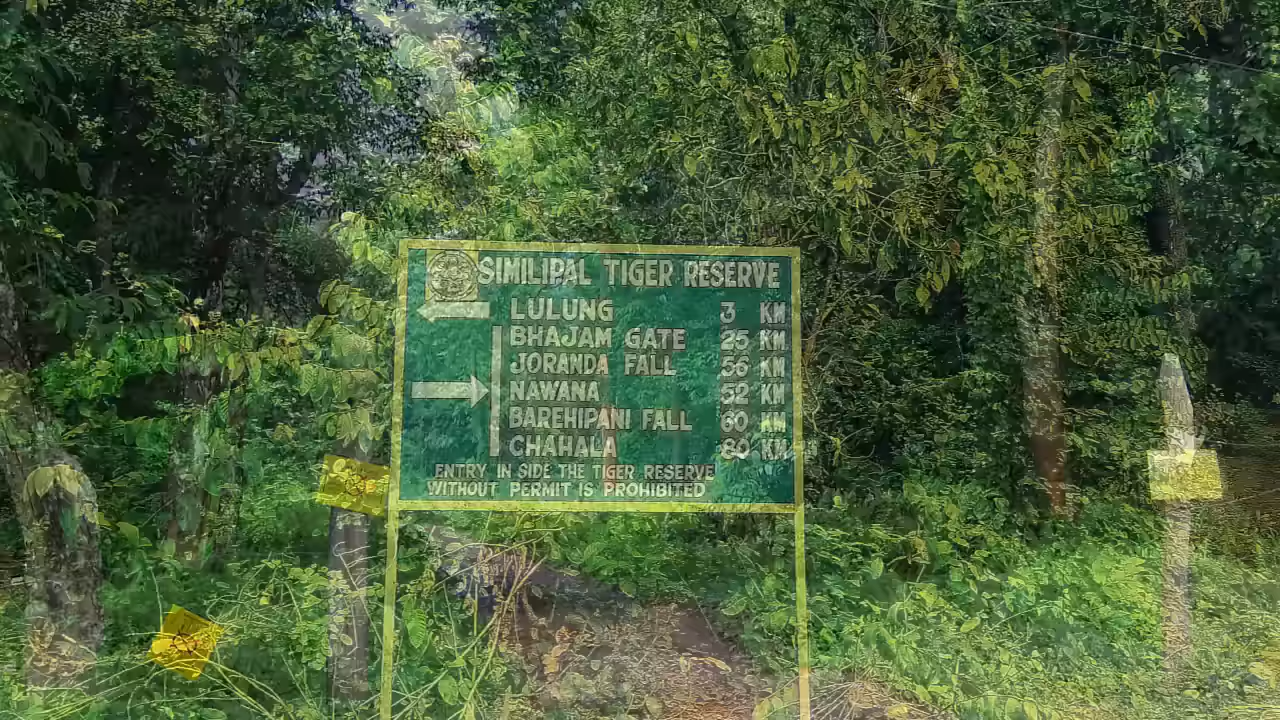 SIMILIPAL TIGER RESERVE
LULUNG 3 KM
BHAJAM GATE 25 KM
JORANDA FALL 56 KM
NAWANA 52 KM
BAREHIPANI FALL 60 KM
CHAHALA 80 KM
ENTRY IN SIDE THE TIGER RESERVE
WITHOUT PERMIT IS PROHIBITED